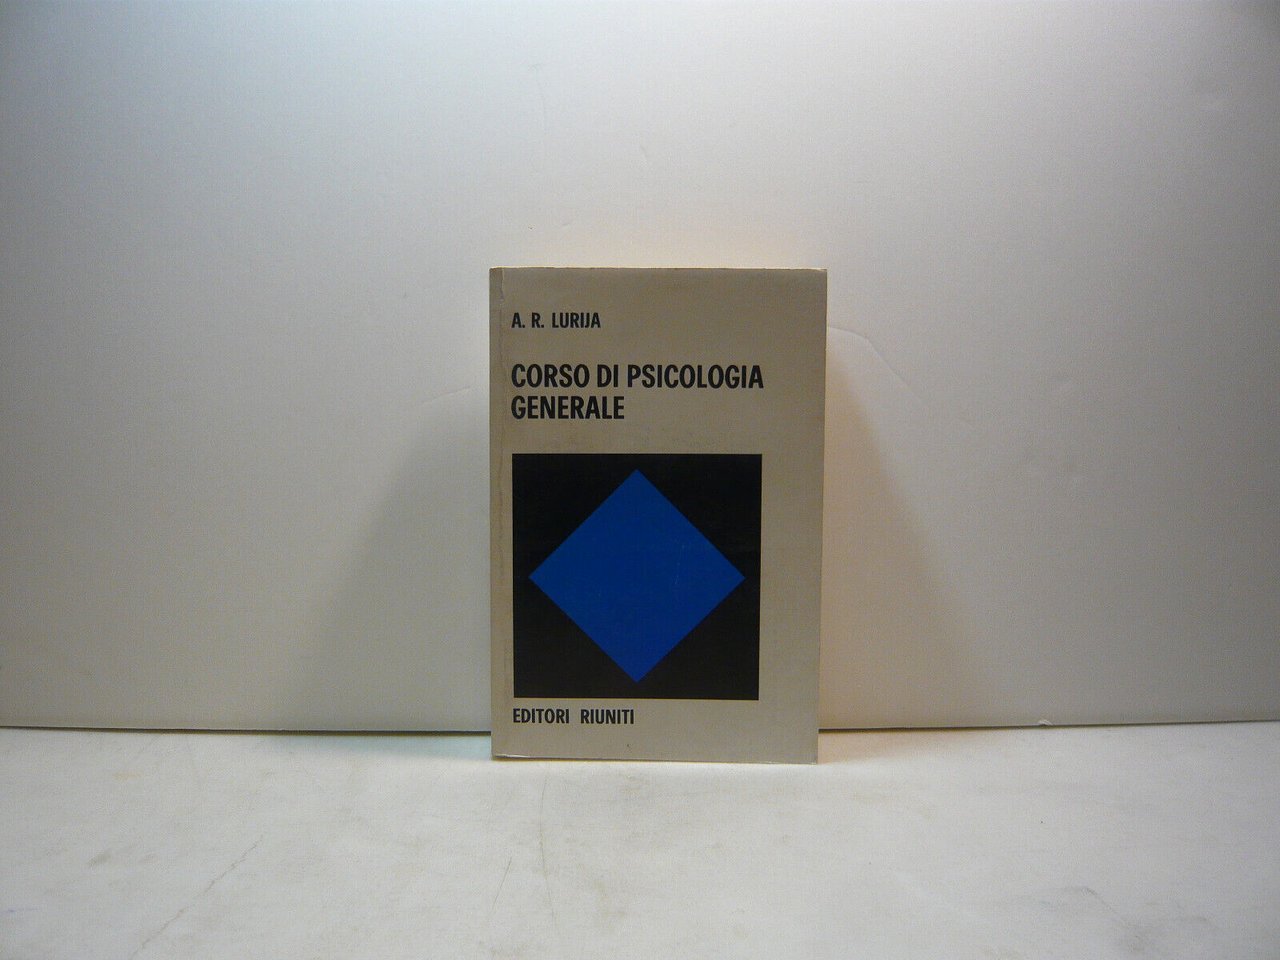 A. R. LURIJA
CORSO DI PSICOLOGIA
GENERALE
EDITORI RIUNITI